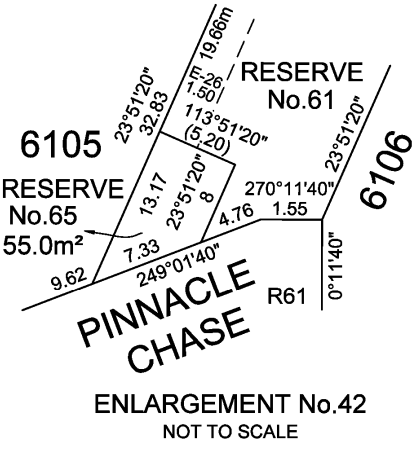 19.66m
E-26
1.50
RESERVE
No.61
23°51'20"
32.83
113°51'20"
(5.20)
6105
23°51'20"
6106
RESERVE
No.65
55.0m²
13.17
23°51'20"
8
270°11'40"
1.55
4.76
7.33
9.62
249°01'40"
0°11'40"
R61
PINNACLE
CHASE
ENLARGEMENT No.42
NOT TO SCALE